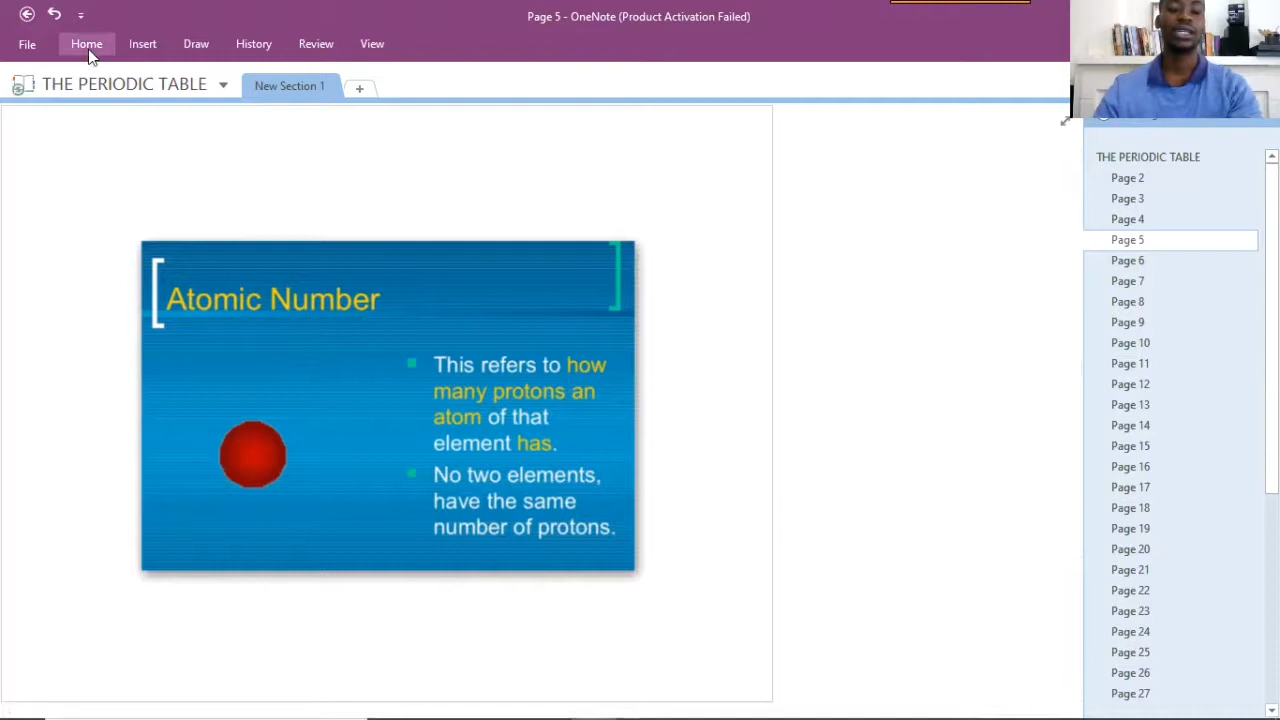 Page 5 - OneNote (Product Activation Failed)
File Home Insert Draw History Review View
THE PERIODIC TABLE
New Section 1
+
Atomic Number
This refers to how
many protons an
atom of that
element has.
No two elements,
have the same
number of protons.
THE PERIODIC TABLE
Page 2
Page 3
Page 4
Page 5
Page 6
Page 7
Page 8
Page 9
Page 10
Page 11
Page 12
Page 13
Page 14
Page 15
Page 16
Page 17
Page 18
Page 19
Page 20
Page 21
Page 22
Page 23
Page 24
Page 25
Page 26
Page 27